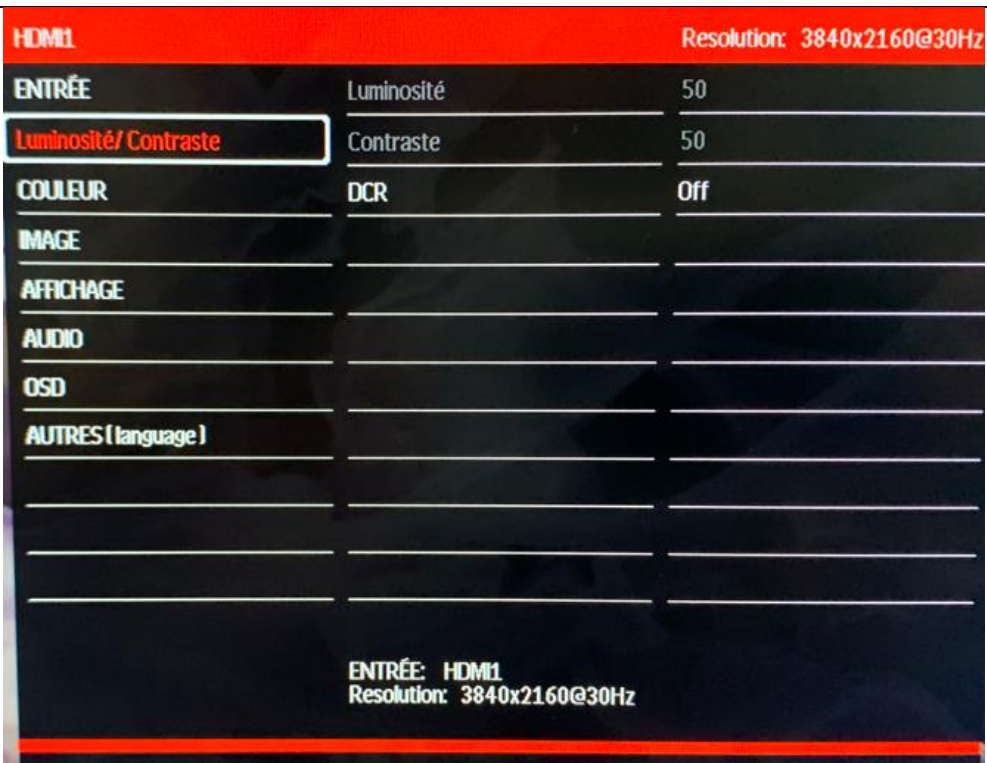 HDMI1 Resolution: 3840x2160@30Hz
ENTRÉE Luminosité 50
Luminosité/ Contraste Contraste 50
COULEUR DCR Off
IMAGE
AFFICHAGE
AUDIO
OSD
AUTRES(language)
ENTRÉE: HDMI1
Resolution: 3840x2160@30Hz